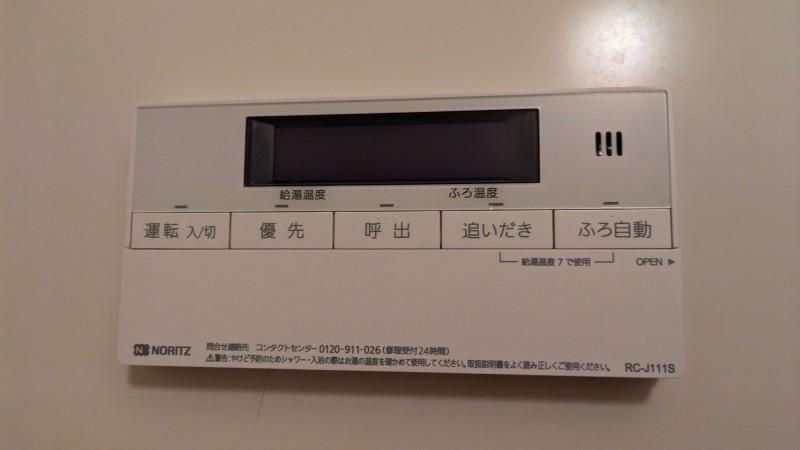 給湯温度 ふろ温度
運転 入/切 優先 呼出 追いだき ふろ自動
給湯温度 7 で使用 OPEN ▶
NORITZ 問合せ連絡先 コンタクトセンター 0120-911-026 (修理受付24時間)
⚠警告:やけど予防のためシャワー・入浴の際はお湯の温度を確かめて使用してください。取扱説明書をよく読み正しくご使用ください。 RC-J111S